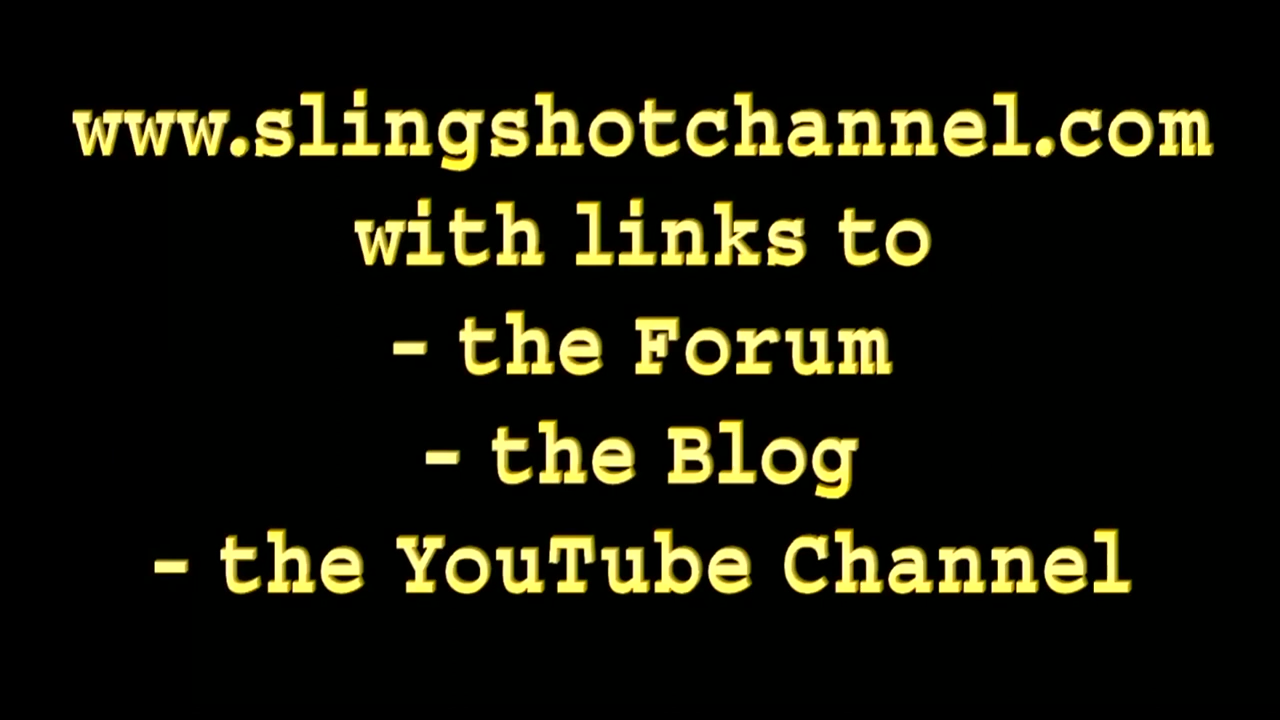 www.slingshotchannel.com
with links to
- the Forum
- the Blog
- the YouTube Channel